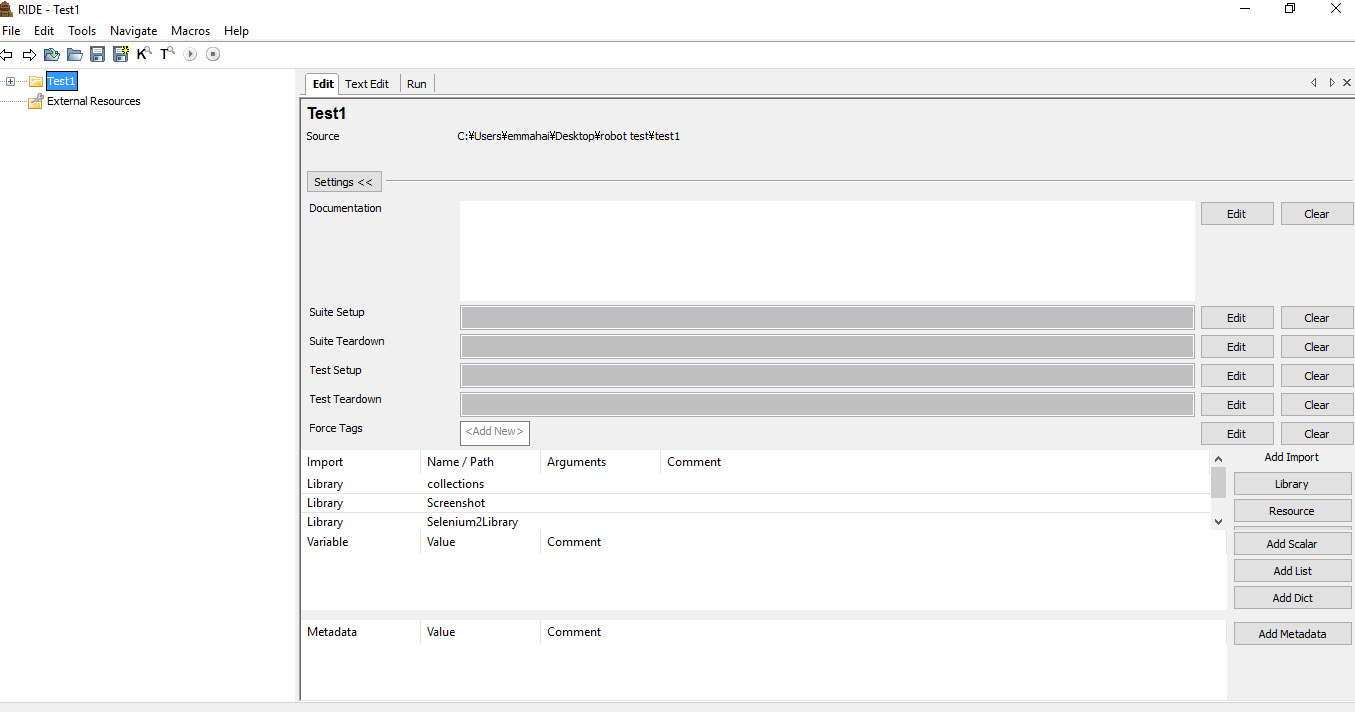 RIDE - Test1
File Edit Tools Navigate Macros Help
K T
Test1
External Resources
Edit Text Edit Run
Test1
Source C:¥Users¥emmahai¥Desktop¥robot test¥test1
Settings <<
Documentation Edit Clear
Suite Setup Edit Clear
Suite Teardown Edit Clear
Test Setup Edit Clear
Test Teardown Edit Clear
Force Tags <Add New> Edit Clear
Import Name / Path Arguments Comment Add Import
Library collections Library
Library Screenshot Resource
Library Selenium2Library
Variable Value Comment Add Scalar
Add List
Add Dict
Metadata Value Comment Add Metadata